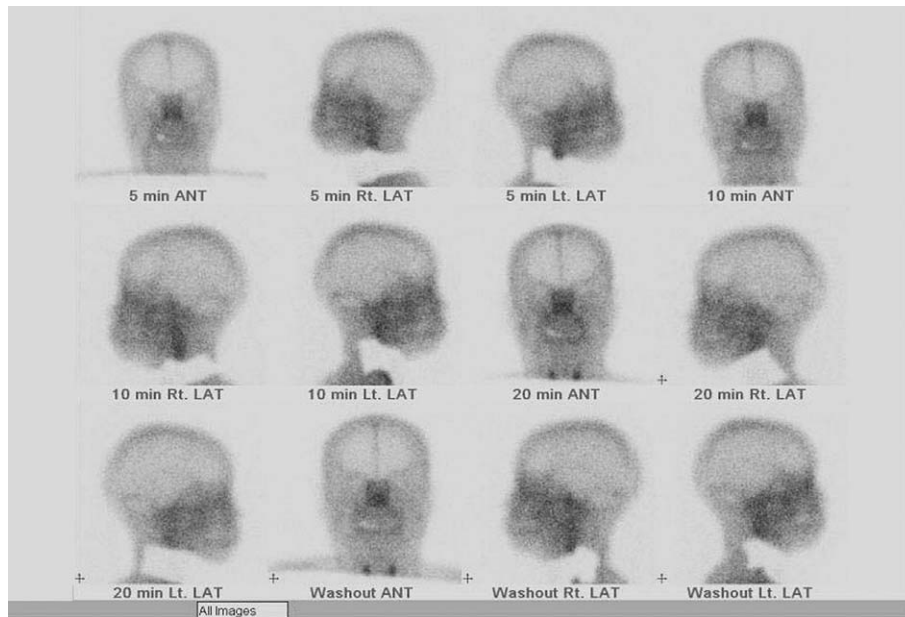 5 min ANT 5 min Rt. LAT 5 min Lt. LAT 10 min ANT
10 min Rt. LAT 10 min Lt. LAT 20 min ANT 20 min Rt. LAT
20 min Lt. LAT Washout ANT Washout Rt. LAT Washout Lt. LAT
All Images